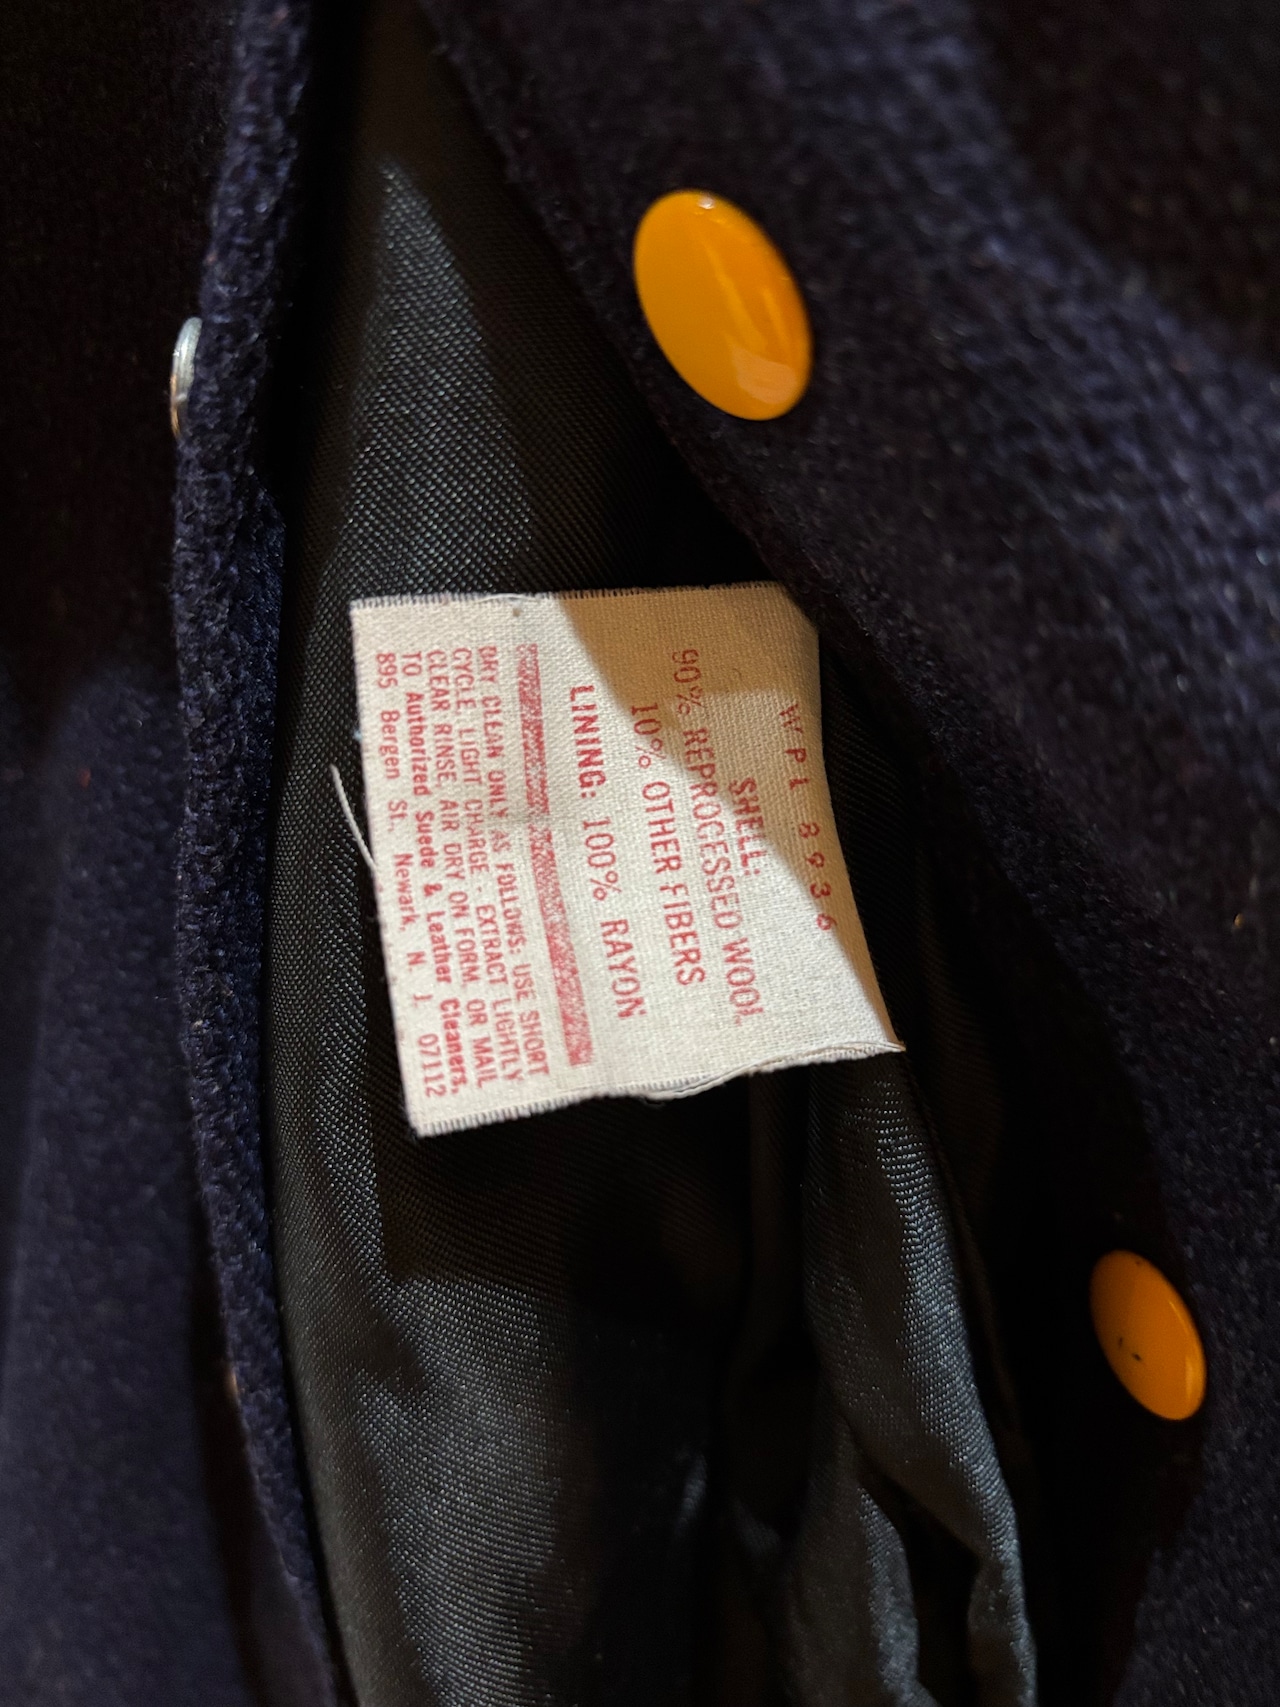 WPL 8936
SHELL:
90% REPROCESSED WOOL
10% OTHER FIBERS
LINING: 100% RAYON
DRY CLEAN ONLY AS FOLLOWS: USE SHORT
CYCLE, LIGHT CHARGE - EXTRACT LIGHTLY
CLEAR RINSE, AIR DRY ON FORM, OR MAIL
TO Authorized Suede & Leather Cleaners,
895 Bergen St., Newark, N. J. 07112